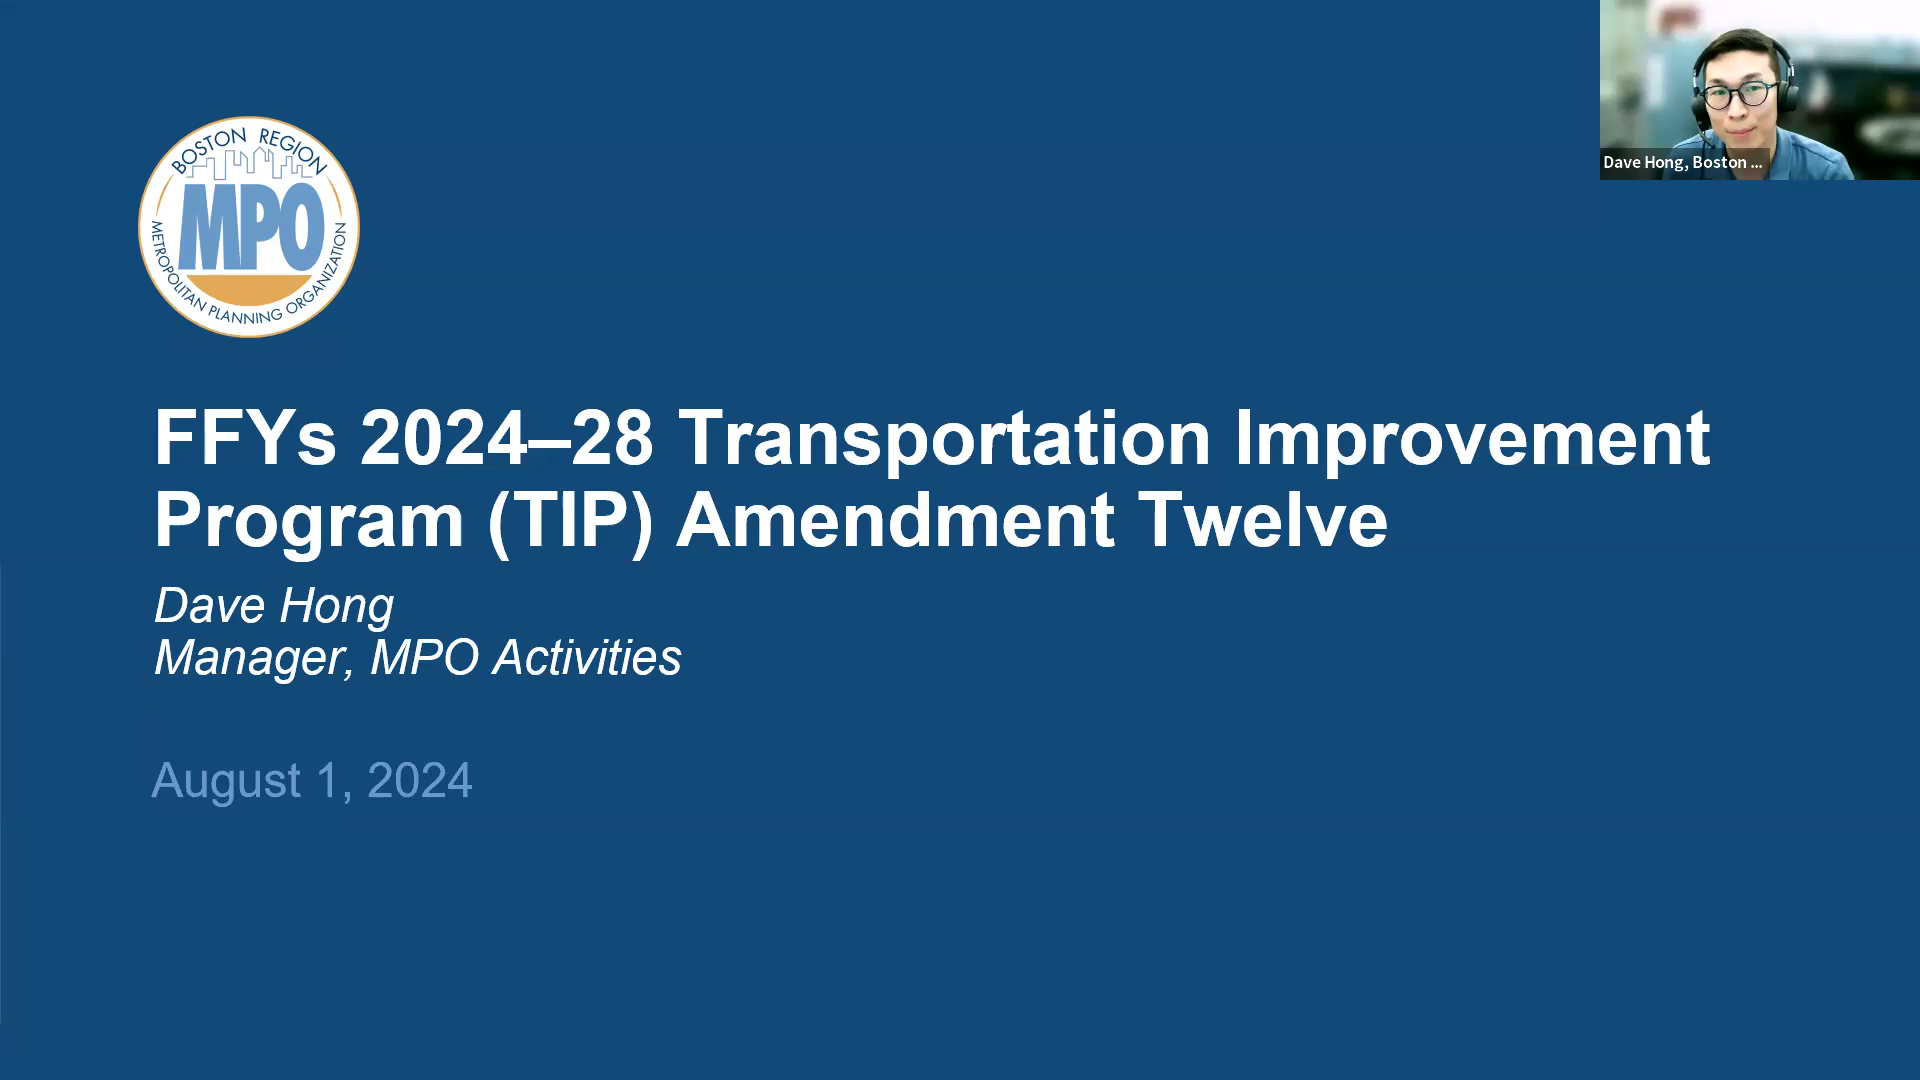 BOSTON REGION
MPO
METROPOLITAN PLANNING ORGANIZATION
Dave Hong, Boston ...
FFYs 2024–28 Transportation Improvement
Program (TIP) Amendment Twelve
Dave Hong
Manager, MPO Activities
August 1, 2024